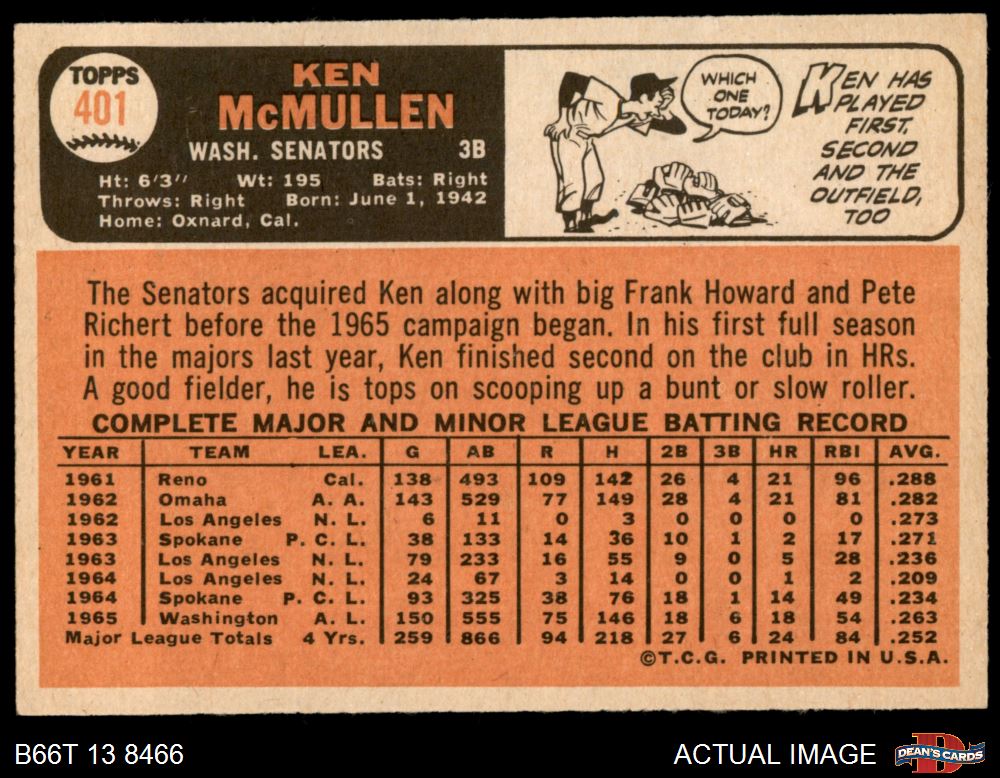 TOPPS
401
KEN
McMULLEN
WASH. SENATORS 3B
Ht: 6'3" Wt: 195 Bats: Right
Throws: Right Born: June 1, 1942
Home: Oxnard, Cal.
WHICH
ONE
TODAY?
KEN HAS
PLAYED
FIRST,
SECOND
AND THE
OUTFIELD,
TOO
The Senators acquired Ken along with big Frank Howard and Pete
Richert before the 1965 campaign began. In his first full season
in the majors last year, Ken finished second on the club in HRs.
A good fielder, he is tops on scooping up a bunt or slow roller.
COMPLETE MAJOR AND MINOR LEAGUE BATTING RECORD
YEAR TEAM LEA. G AB R H 2B 3B HR RBI AVG.
1961 Reno Cal. 138 493 109 142 26 4 21 96 .288
1962 Omaha A. A. 143 529 77 149 28 4 21 81 .282
1962 Los Angeles N. L. 6 11 0 3 0 0 0 0 .273
1963 Spokane P. C. L. 38 133 14 36 10 1 2 17 .271
1963 Los Angeles N. L. 79 233 16 55 9 0 5 28 .236
1964 Los Angeles N. L. 24 67 3 14 0 0 1 2 .209
1964 Spokane P. C. L. 93 325 38 76 18 1 14 49 .234
1965 Washington A. L. 150 555 75 146 18 6 18 54 .263
Major League Totals 4 Yrs. 259 866 94 218 27 6 24 84 .252
©T.C.G. PRINTED IN U.S.A.
B66T 13 8466
ACTUAL IMAGE
D
DEAN'S CARDS